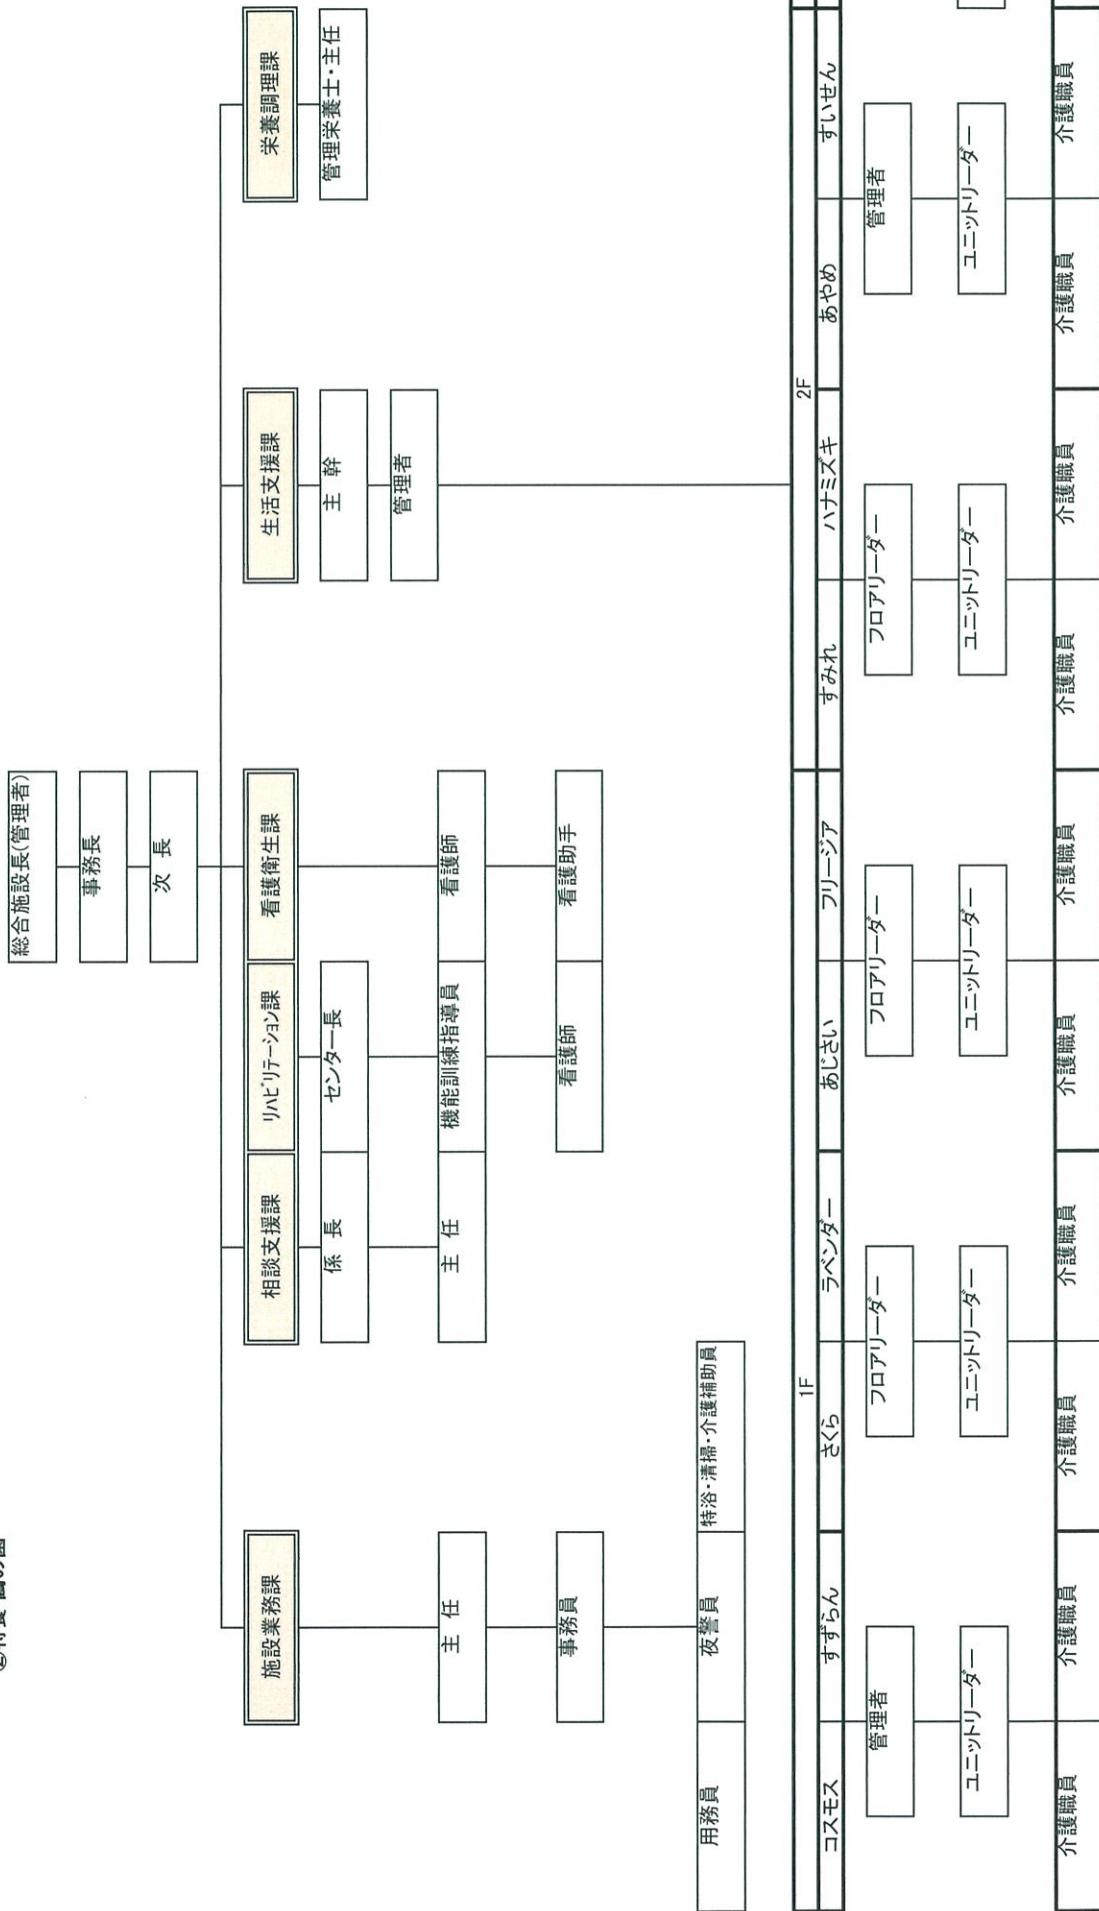 総合施設長(管理者)
事務長
次 長
施設業務課
相談支援課
リハビリテーション課
看護衛生課
生活支援課
栄養調理課
係 長
センター長
主 幹
管理栄養士・主任
管理者
主 任
主 任
機能訓練指導員
看護師
事務員
看護師
看護助手
用務員
夜警員
特浴・清掃・介護補助員
1F
2F
コスモス
すずらん
さくら
ラベンダー
あじさい
フリージア
すみれ
ハナミズキ
あやめ
すいせん
管理者
フロアリーダー
フロアリーダー
フロアリーダー
管理者
ユニットリーダー
ユニットリーダー
ユニットリーダー
ユニットリーダー
ユニットリーダー
介護職員
介護職員
介護職員
介護職員
介護職員
介護職員
介護職員
介護職員
介護職員
介護職員